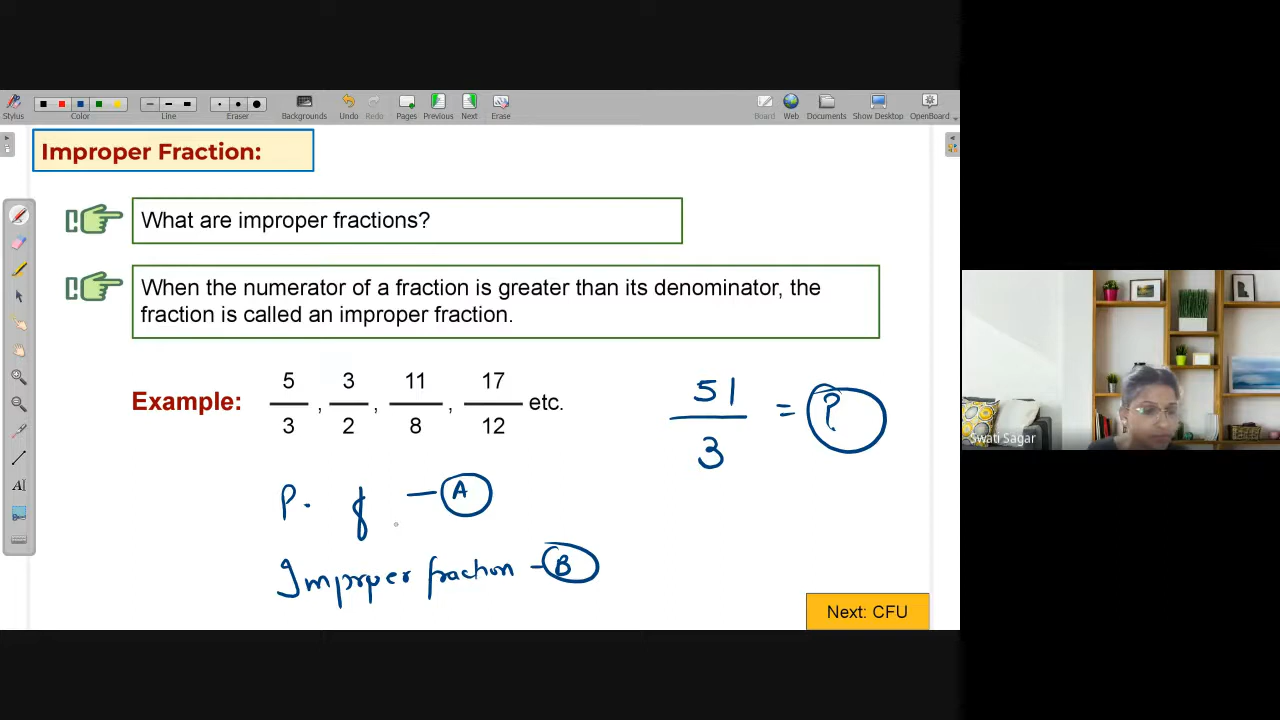 Stylus Color Line Eraser Backgrounds Undo Redo Pages Previous Next Erase Board Web Documents Show Desktop OpenBoard
Improper Fraction:
What are improper fractions?
When the numerator of a fraction is greater than its denominator, the
fraction is called an improper fraction.
Example: 5/3, 3/2, 11/8, 17/12 etc.
51/3 = ?
P. f – A
Improper fraction – B
Next: CFU
Swati Sagar